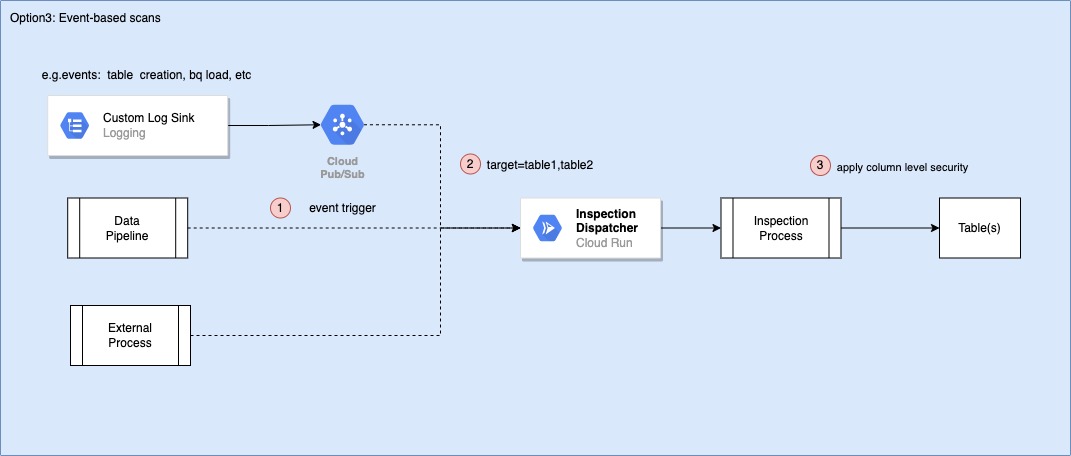 Option3: Event-based scans
e.g.events: table creation, bq load, etc
Custom Log Sink
Logging
Cloud
Pub/Sub
2
target=table1,table2
3
apply column level security
1
event trigger
Data
Pipeline
Inspection
Dispatcher
Cloud Run
Inspection
Process
Table(s)
External
Process